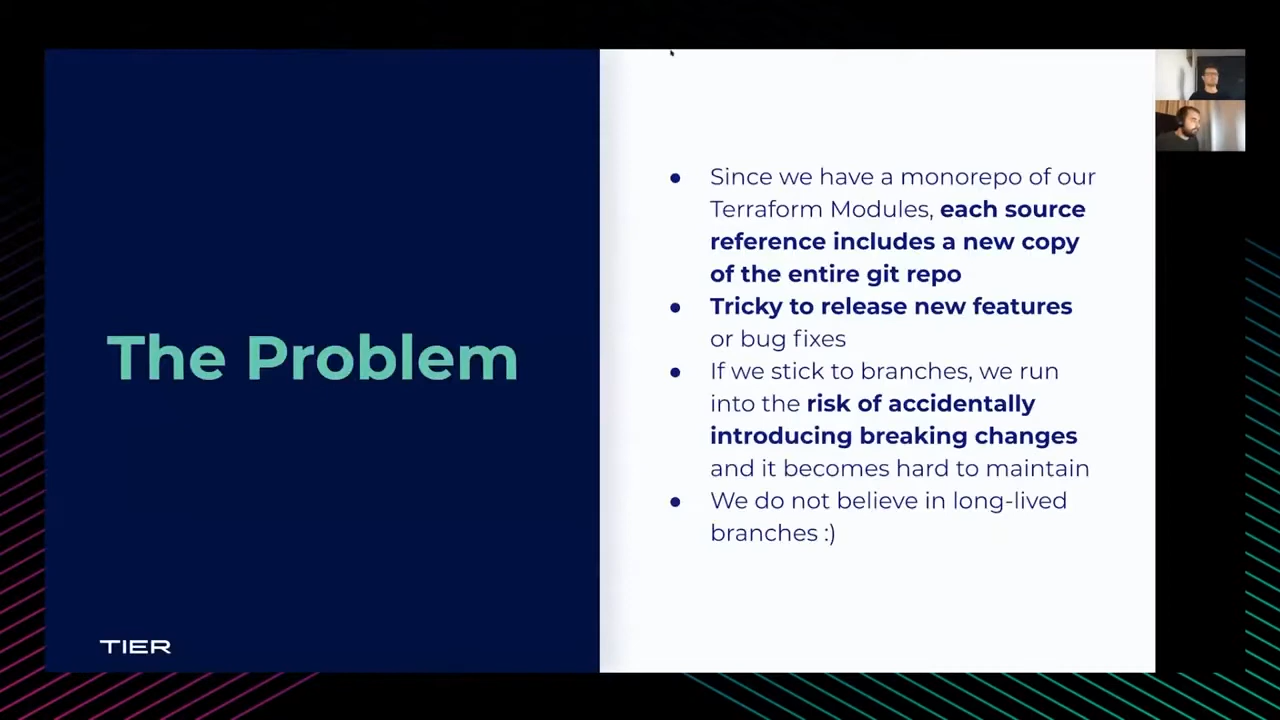 The Problem
TIER
● Since we have a monorepo of our
Terraform Modules, each source
reference includes a new copy
of the entire git repo
● Tricky to release new features
or bug fixes
● If we stick to branches, we run
into the risk of accidentally
introducing breaking changes
and it becomes hard to maintain
● We do not believe in long-lived
branches :)